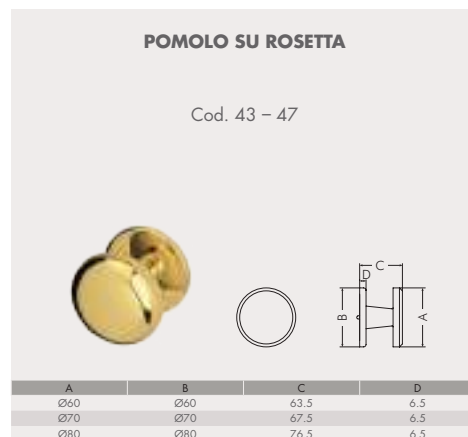 POMOLO SU ROSETTA
Cod. 43 – 47
C
D
B
A
A B C D
Ø60 Ø60 63.5 6.5
Ø70 Ø70 67.5 6.5
Ø80 Ø80 76.5 6.5